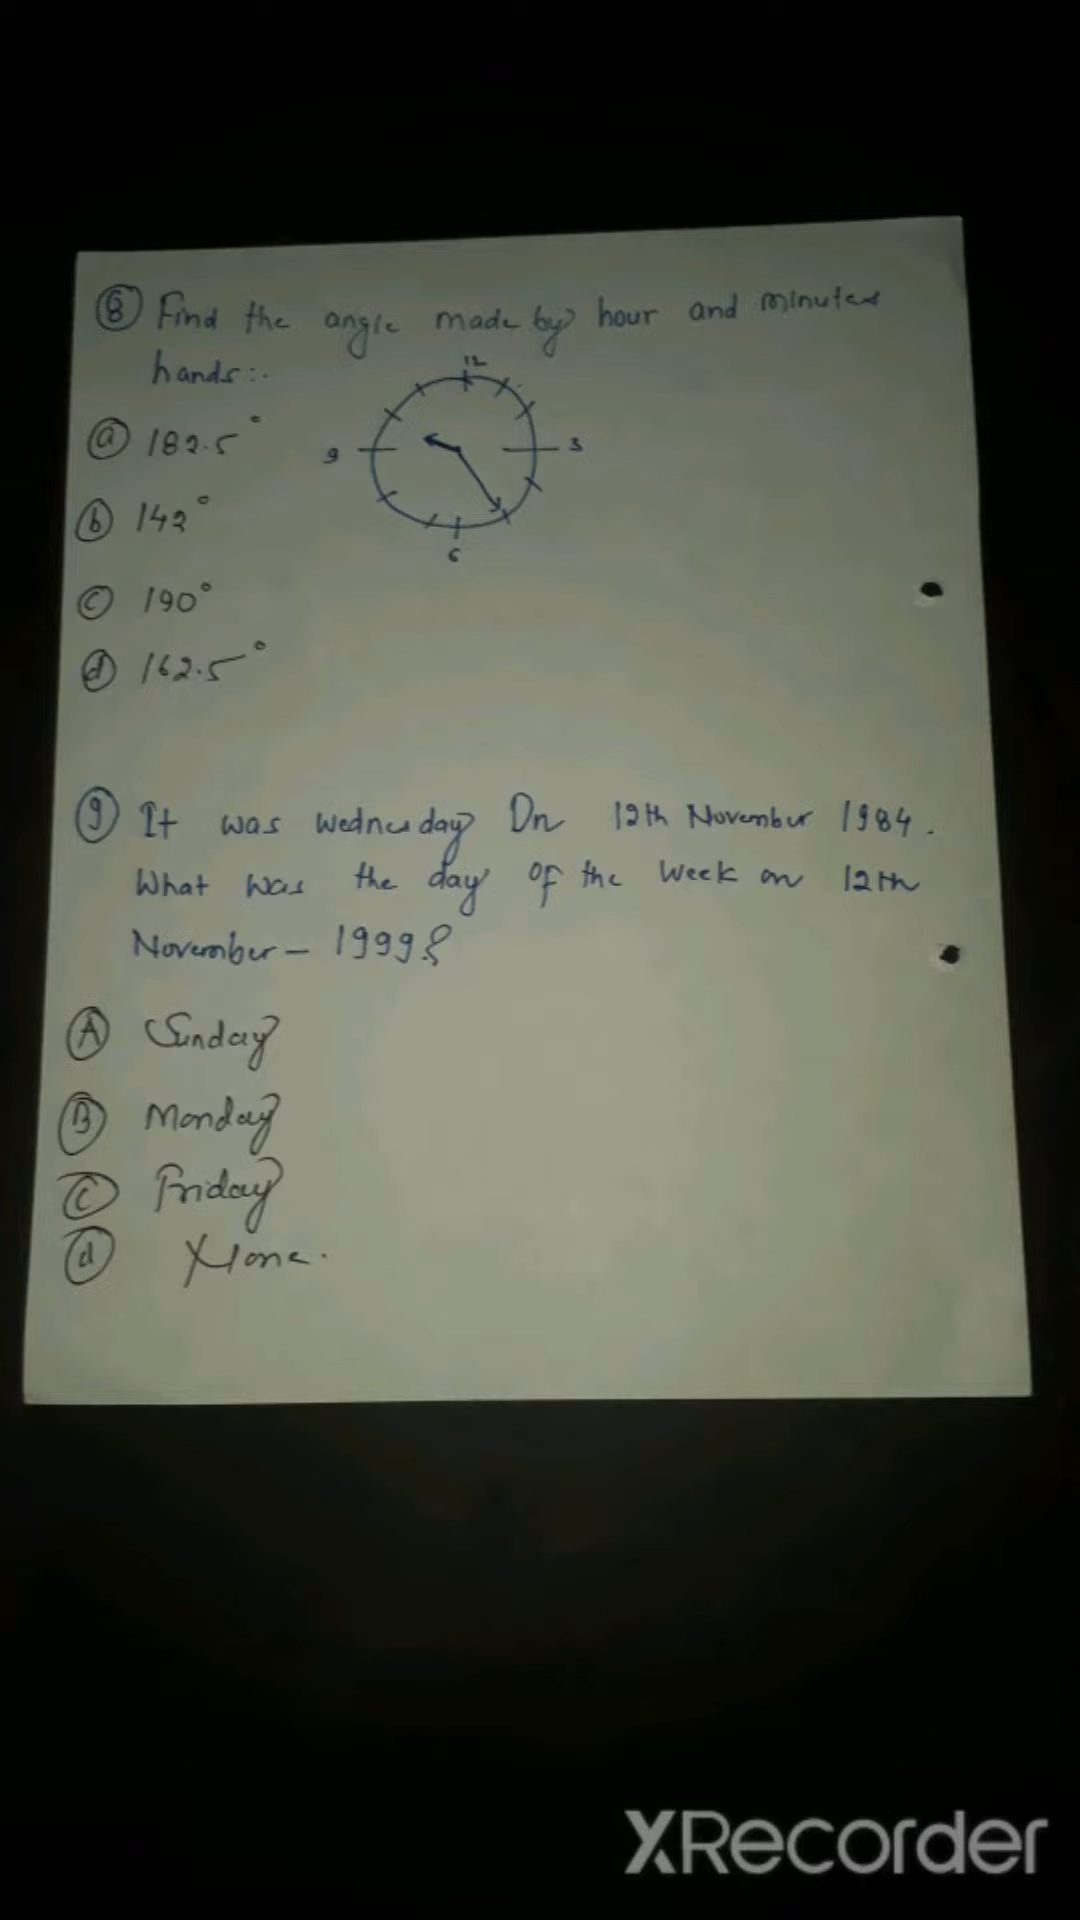 8 Find the angle made by hour and minutes
hands:-
12
a 182.5°
9
3
b 142°
6
c 190°
d 162.5°
9 It was wednesday On 12th November 1984.
What was the day of the week on 12th
November - 1999?
A Sunday
B Monday
C Friday
d None.
XRecorder